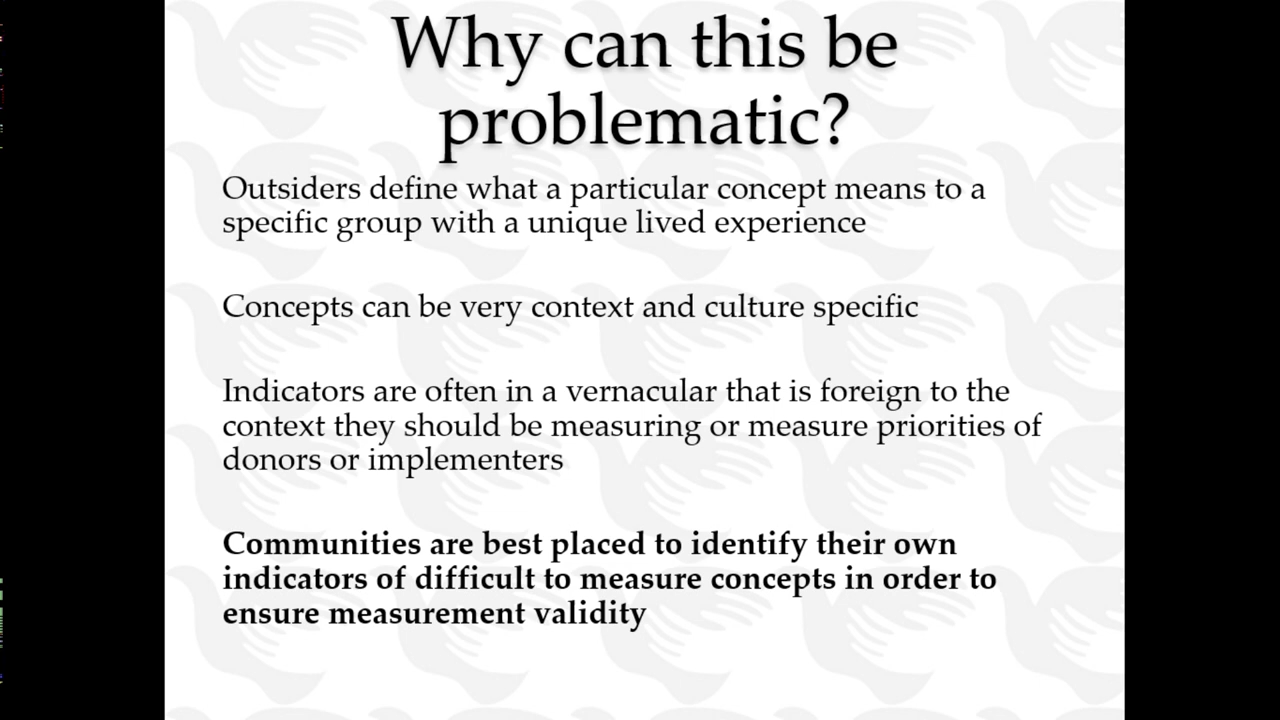 Why can this be
problematic?
Outsiders define what a particular concept means to a
specific group with a unique lived experience
Concepts can be very context and culture specific
Indicators are often in a vernacular that is foreign to the
context they should be measuring or measure priorities of
donors or implementers
Communities are best placed to identify their own
indicators of difficult to measure concepts in order to
ensure measurement validity